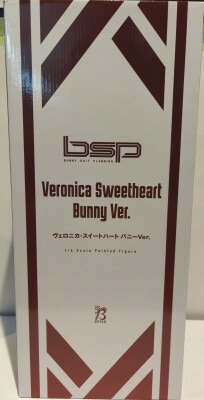 bsp
BUNNY SUIT PLANNING
Veronica Sweetheart
Bunny Ver.
ヴェロニカ・スイートハート バニーVer.
1/4 Scale Painted Figure